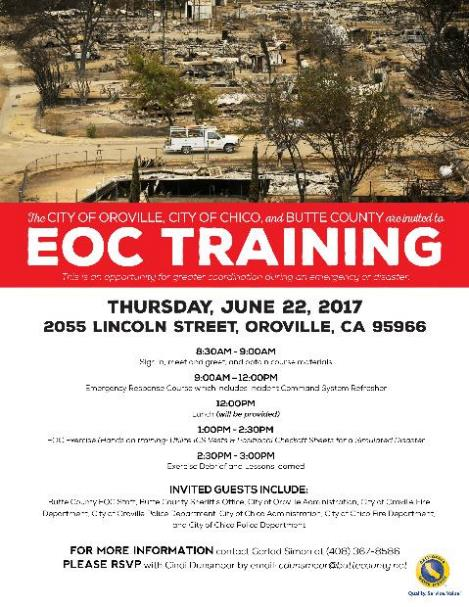 The CITY OF OROVILLE, CITY OF CHICO, and BUTTE COUNTY are invited to
EOC TRAINING
This is an opportunity for greater coordination during an emergency or disaster.
THURSDAY, JUNE 22, 2017
2055 LINCOLN STREET, OROVILLE, CA 95966
8:30AM - 9:00AM
Sign in, meet and greet, and obtain course materials
9:00AM - 12:00PM
Emergency Response Course which includes Incident Command System Refresher
12:00PM
Lunch (will be provided)
1:00PM - 2:30PM
EOC Exercise (Hands on training- Utilize ICS Vests & Positional Checkoff Sheets for a Simulated Disaster
2:30PM - 3:00PM
Exercise Debrief and Lessons Learned
INVITED GUESTS INCLUDE:
Butte County EOC Staff, Butte County Sheriff's Office, City of Oroville Administration, City of Oroville Fire
Department, City of Oroville Police Department, City of Chico Administration, City of Chico Fire Department,
and City of Chico Police Department
FOR MORE INFORMATION contact Simon at (408) 367-8586
PLEASE RSVP with Cindi Dunsmoor by email: cdunsmoor@buttecounty.net
Quality. Service. Value!